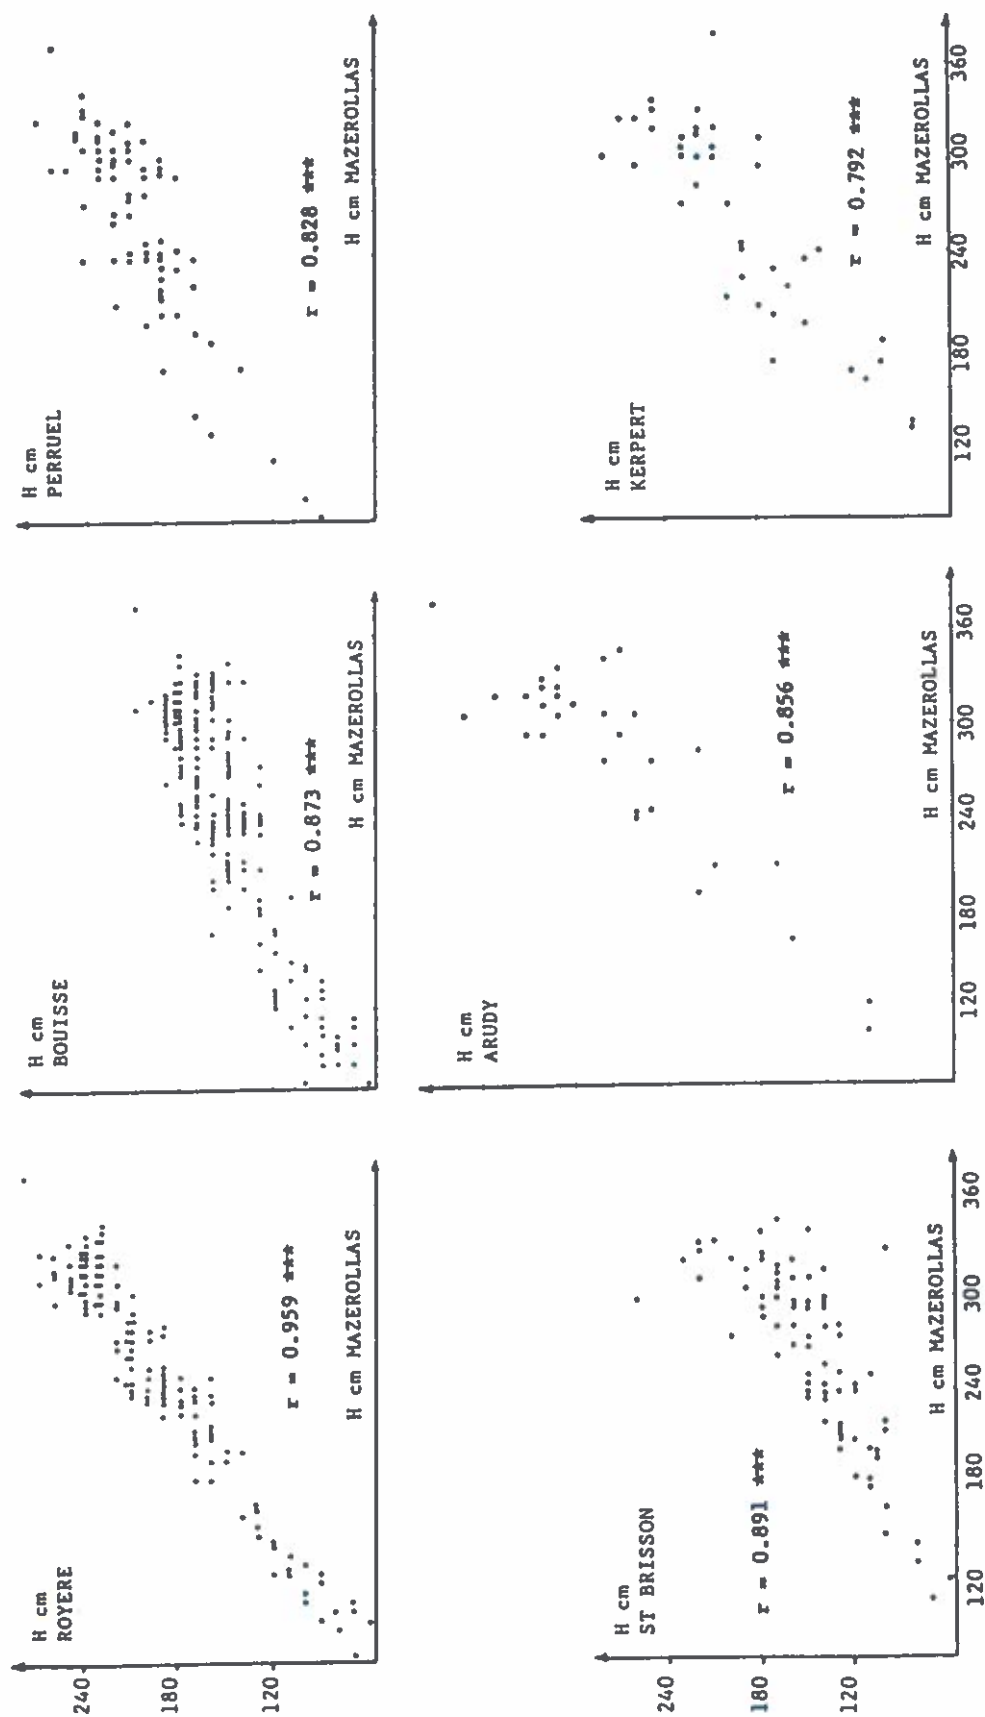 H cm
ROYERE
240
180
120
r = 0.959 ***
H cm MAZEROLLAS
H cm
BOUISSE
r = 0.873 ***
H cm MAZEROLLAS
H cm
PERRUEL
r = 0.828 ***
H cm MAZEROLLAS
H cm
ST BRISSON
240
180
120
r = 0.891 ***
H cm MAZEROLLAS
120
180
240
300
360
H cm
ARUDY
r = 0.856 ***
H cm MAZEROLLAS
120
180
240
300
360
H cm
KERPERT
r = 0.792 ***
H cm MAZEROLLAS
120
180
240
300
360